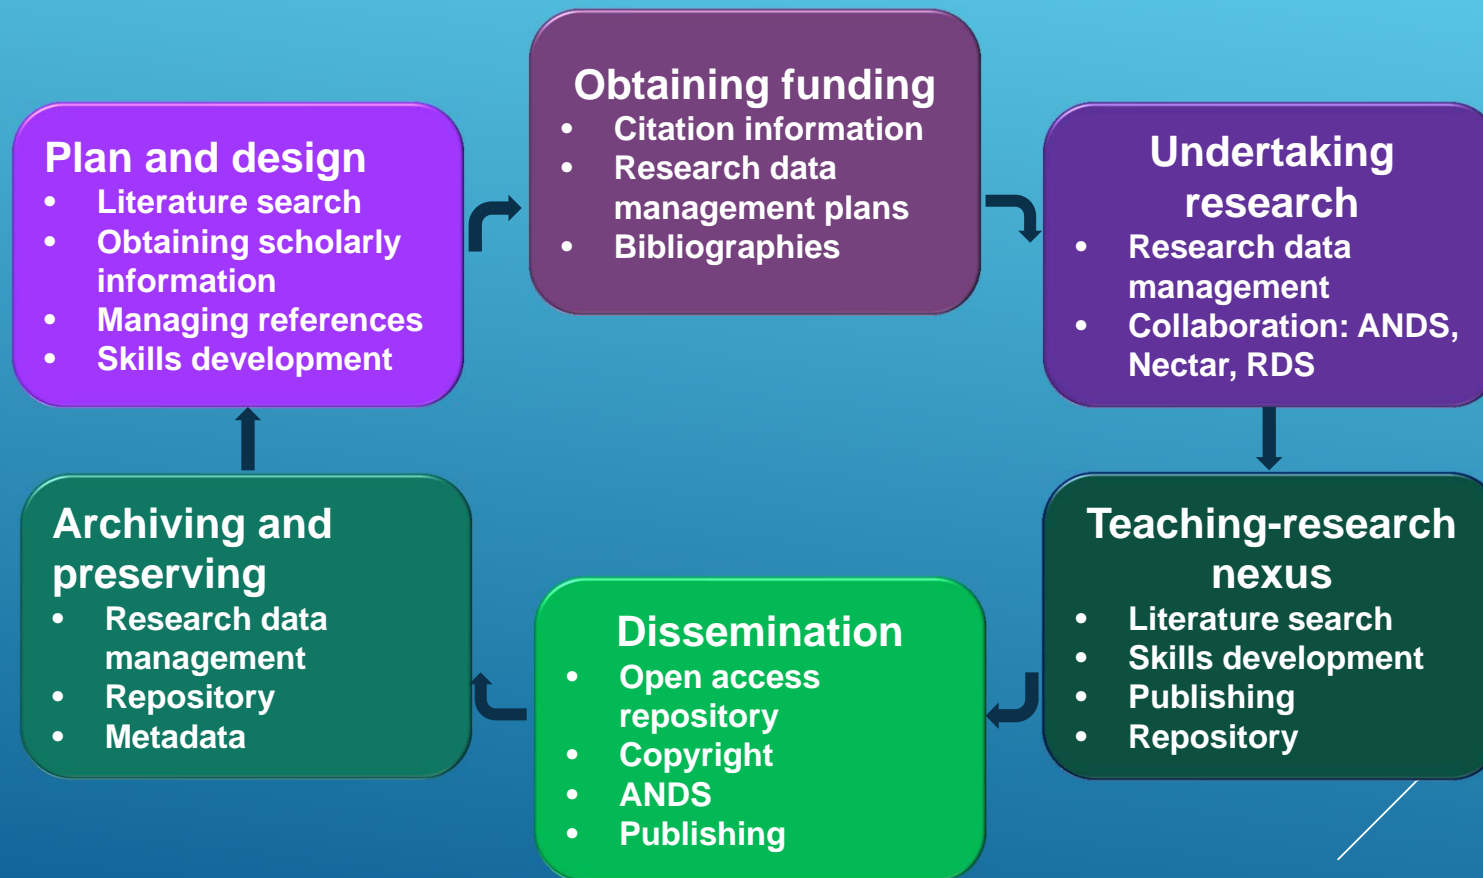 Plan and design
• Literature search
• Obtaining scholarly
information
• Managing references
• Skills development
Obtaining funding
• Citation information
• Research data
management plans
• Bibliographies
Undertaking
research
• Research data
management
• Collaboration: ANDS,
Nectar, RDS
Teaching-research
nexus
• Literature search
• Skills development
• Publishing
• Repository
Dissemination
• Open access
repository
• Copyright
• ANDS
• Publishing
Archiving and
preserving
• Research data
management
• Repository
• Metadata